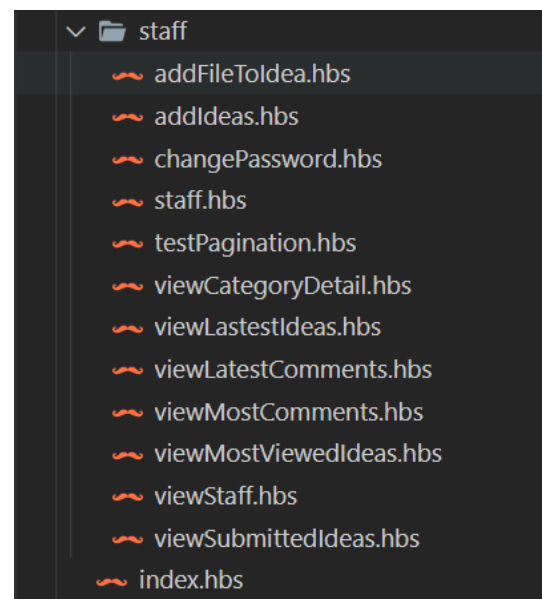 staff
addFileToIdea.hbs
addIdeas.hbs
changePassword.hbs
staff.hbs
testPagination.hbs
viewCategoryDetail.hbs
viewLastestIdeas.hbs
viewLatestComments.hbs
viewMostComments.hbs
viewMostViewedIdeas.hbs
viewStaff.hbs
viewSubmittedIdeas.hbs
index.hbs